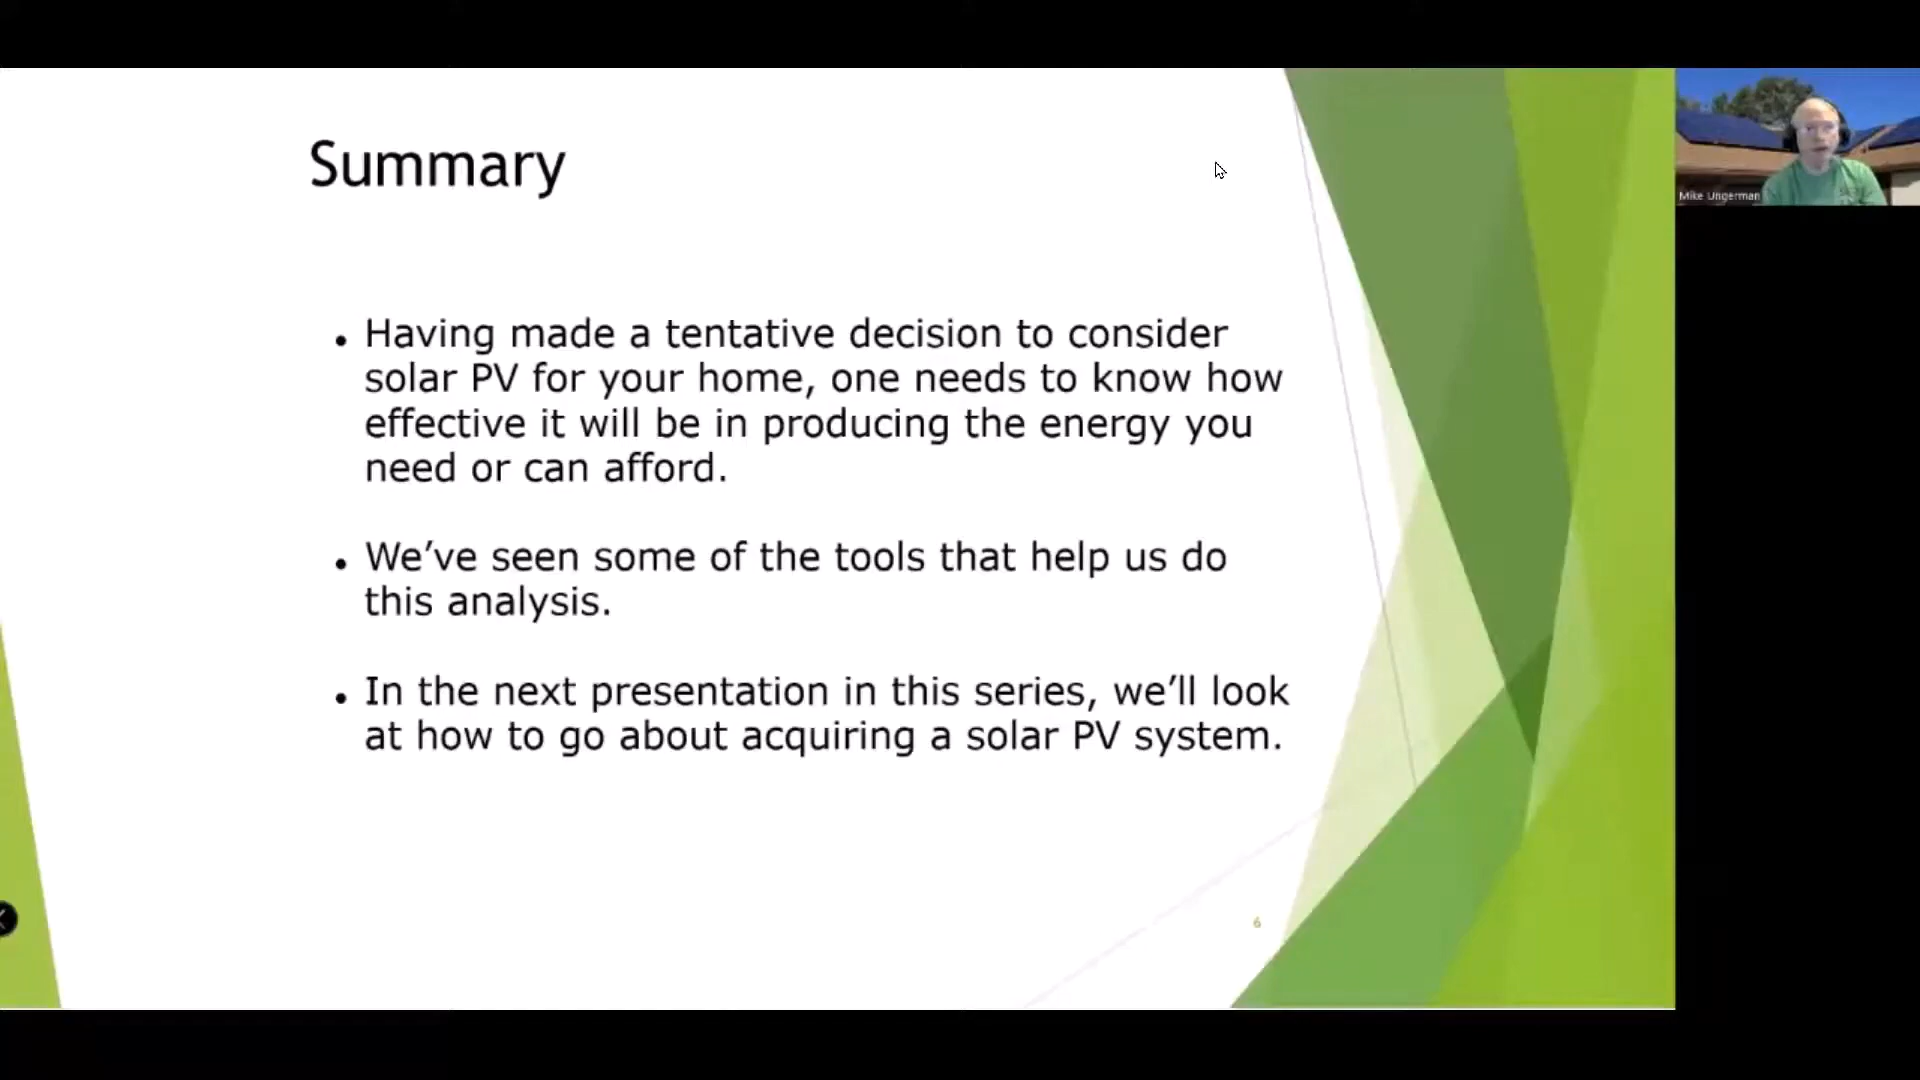 Summary
Mike Ungerman
• Having made a tentative decision to consider
solar PV for your home, one needs to know how
effective it will be in producing the energy you
need or can afford.
• We’ve seen some of the tools that help us do
this analysis.
• In the next presentation in this series, we’ll look
at how to go about acquiring a solar PV system.
6